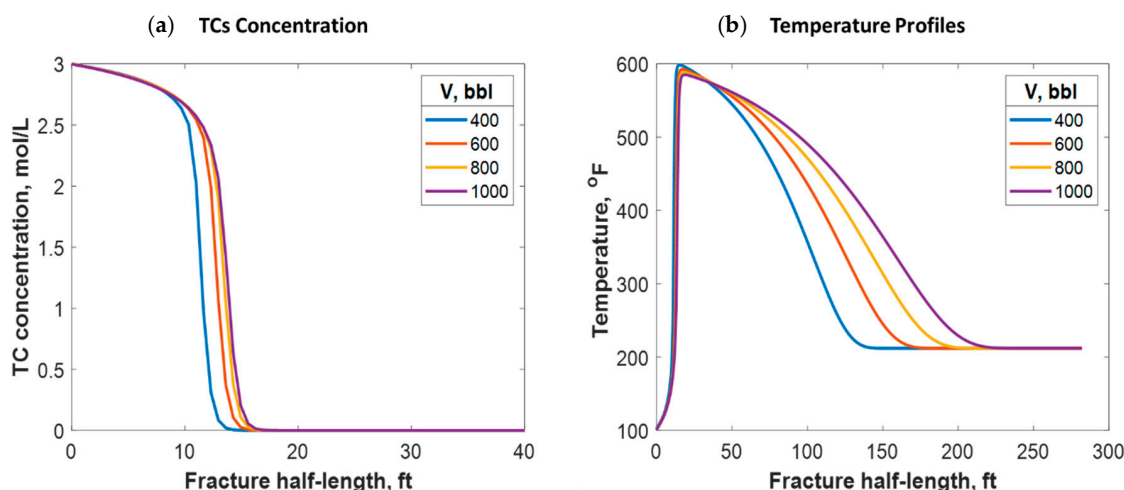 (a) TCs Concentration
3
2.5
2
1.5
1
0.5
0
TC concentration, mol/L
V, bbl
400
600
800
1000
0 10 20 30 40
Fracture half-length, ft
(b) Temperature Profiles
600
500
400
300
200
100
Temperature, °F
V, bbl
400
600
800
1000
0 50 100 150 200 250 300
Fracture half-length, ft